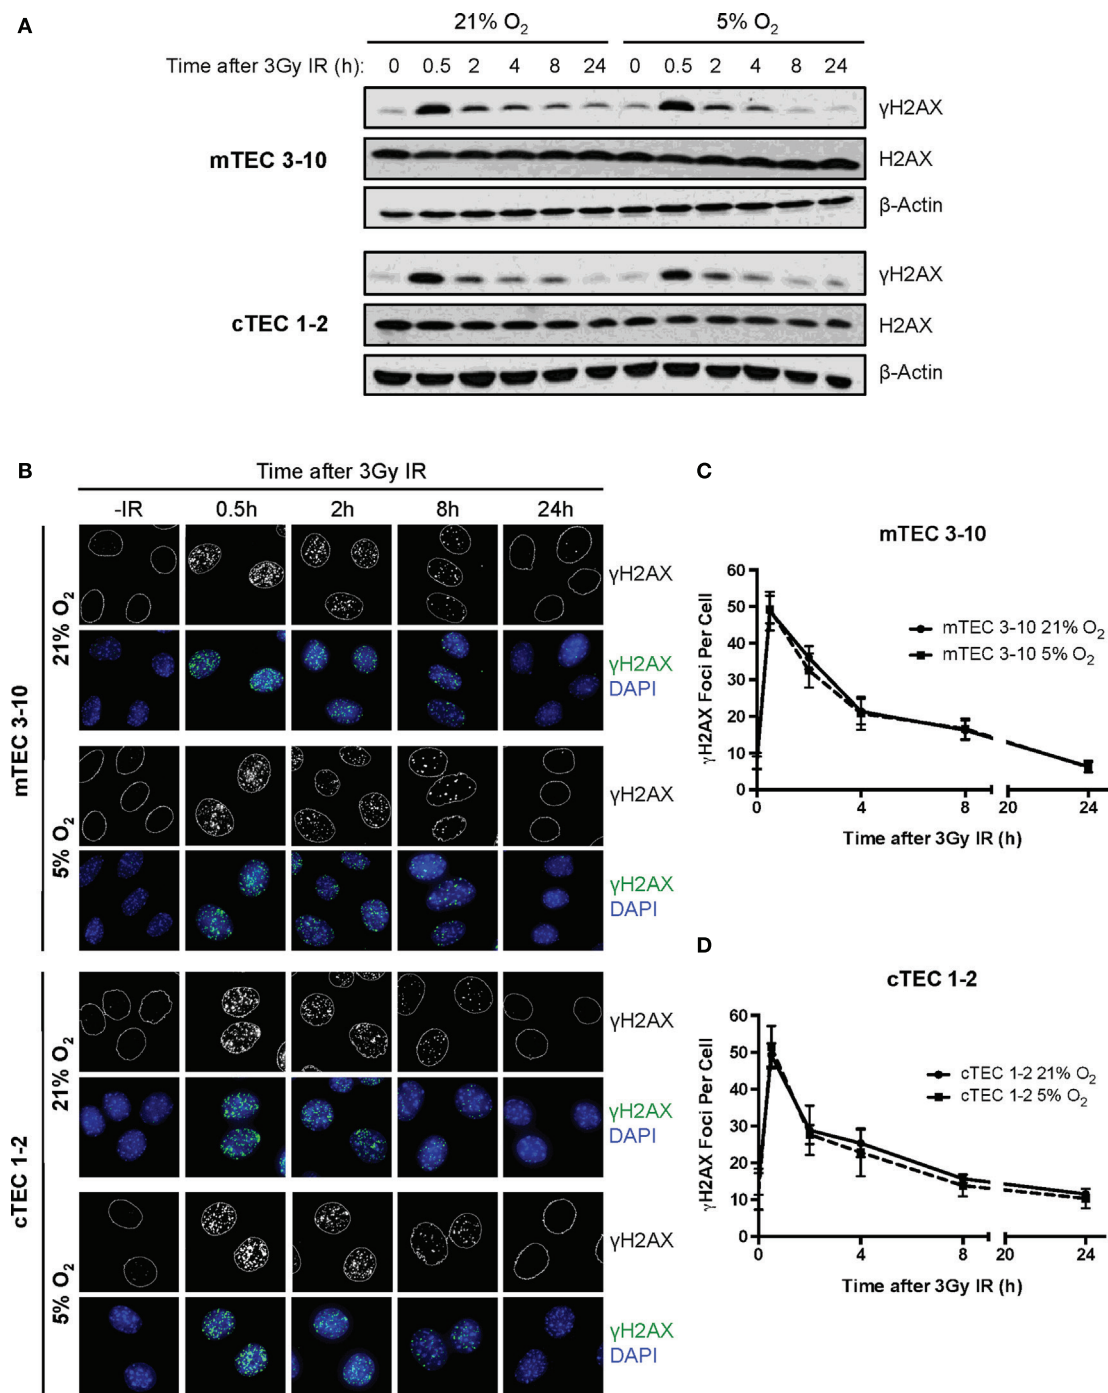 A
21% O2 5% O2
Time after 3Gy IR (h): 0 0.5 2 4 8 24 0 0.5 2 4 8 24
γH2AX
mTEC 3-10 H2AX
β-Actin
γH2AX
cTEC 1-2 H2AX
β-Actin
B
Time after 3Gy IR
-IR 0.5h 2h 8h 24h
mTEC 3-10
21% O2
γH2AX
γH2AX
DAPI
5% O2
γH2AX
γH2AX
DAPI
cTEC 1-2
21% O2
γH2AX
γH2AX
DAPI
5% O2
γH2AX
γH2AX
DAPI
C
mTEC 3-10
γH2AX Foci Per Cell
60
50
40
30
20
10
0
mTEC 3-10 21% O2
mTEC 3-10 5% O2
0 4 8 20 24
Time after 3Gy IR (h)
D
cTEC 1-2
γH2AX Foci Per Cell
60
50
40
30
20
10
0
cTEC 1-2 21% O2
cTEC 1-2 5% O2
0 4 8 20 24
Time after 3Gy IR (h)